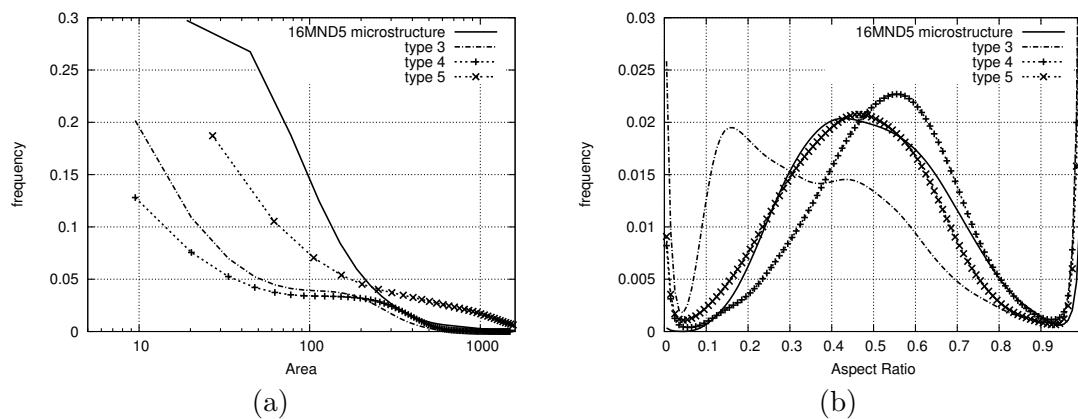 0.3
0.25
0.2
0.15
0.1
0.05
0
frequency
10
100
1000
Area
16MND5 microstructure
type 3
type 4
type 5
(a)
0.03
0.025
0.02
0.015
0.01
0.005
0
frequency
0
0.1
0.2
0.3
0.4
0.5
0.6
0.7
0.8
0.9
Aspect Ratio
16MND5 microstructure
type 3
type 4
type 5
(b)